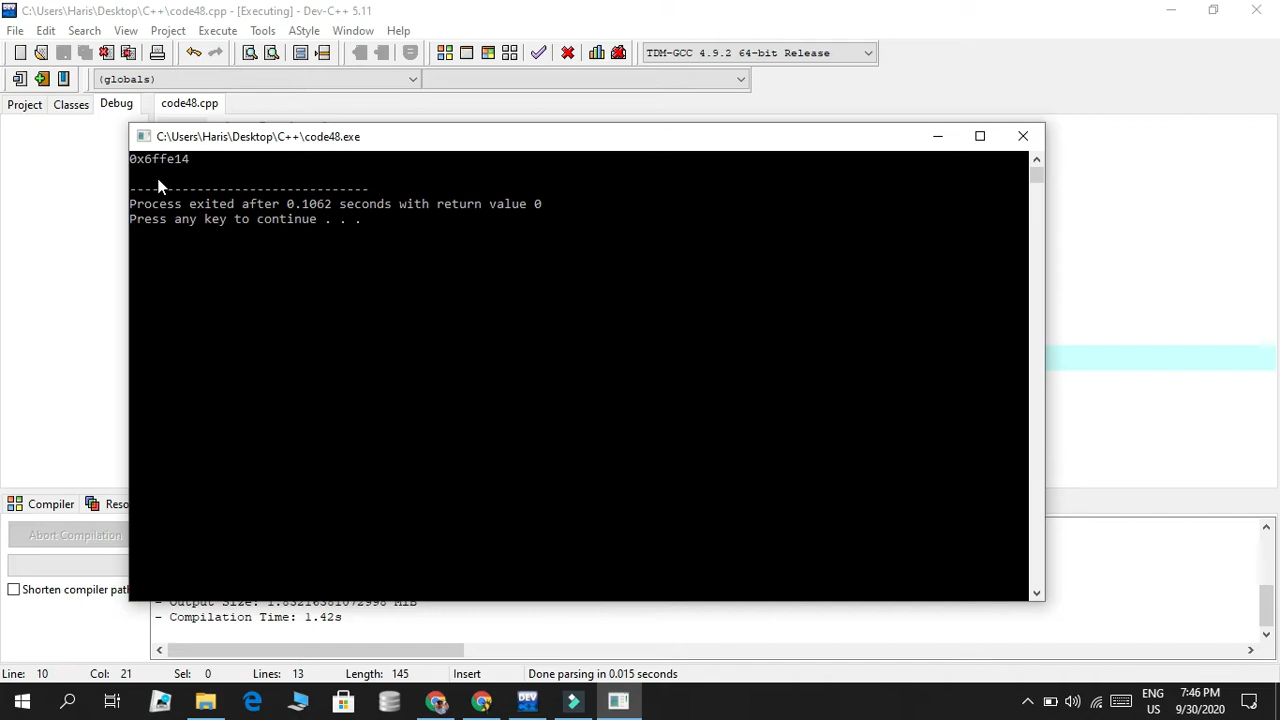 C:\Users\Haris\Desktop\C++\code48.cpp - [Executing] - Dev-C++ 5.11
File Edit Search View Project Execute Tools AStyle Window Help
TDM-GCC 4.9.2 64-bit Release
(globals)
Project Classes Debug code48.cpp
C:\Users\Haris\Desktop\C++\code48.exe
0x6ffe14
--------------------------------
Process exited after 0.1062 seconds with return value 0
Press any key to continue . . .
Compiler Reso
Abort Compilation
Shorten compiler path
- Compilation Time: 1.42s
Line: 10 Col: 21 Sel: 0 Lines: 13 Length: 145 Insert Done parsing in 0.015 seconds
DEV
ENG 7:46 PM
US 9/30/2020